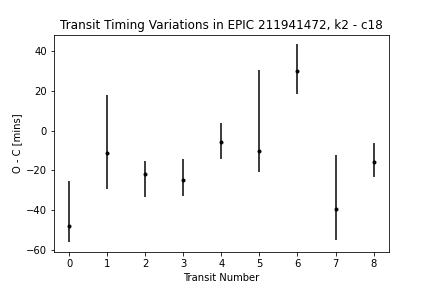 Transit Timing Variations in EPIC 211941472, k2 - c18
40
20
0
−20
−40
−60
O - C [mins]
0 1 2 3 4 5 6 7 8
Transit Number